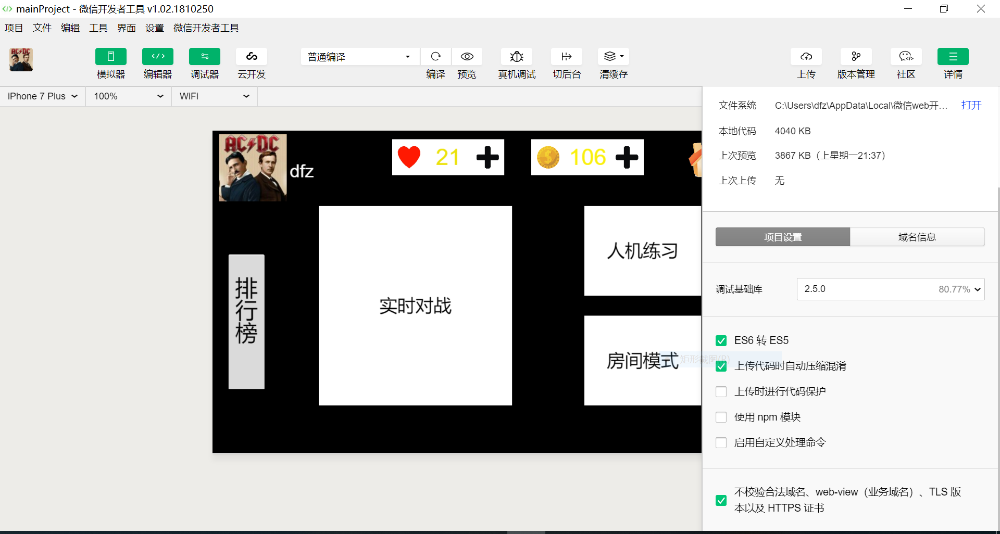 mainProject - 微信开发者工具 v1.02.1810250
项目 文件 编辑 工具 界面 设置 微信开发者工具
AC/DC
普通编译
模拟器 编辑器 调试器 云开发 编译 预览 真机调试 切后台 清缓存 上传 版本管理 社区 详情
iPhone 7 Plus 100% WiFi
文件系统 C:\Users\dfz\AppData\Local\微信web开... 打开
本地代码 4040 KB
上次预览 3867 KB（上星期一21:37）
上次上传 无
AC/DC
dfz
21
106
排行榜
实时对战
人机练习
房间模式
矩形截图(R)
项目设置 域名信息
调试基础库 2.5.0 80.77%
ES6 转 ES5
上传代码时自动压缩混淆
上传时进行代码保护
使用 npm 模块
启用自定义处理命令
不校验合法域名、web-view（业务域名）、TLS 版
本以及 HTTPS 证书